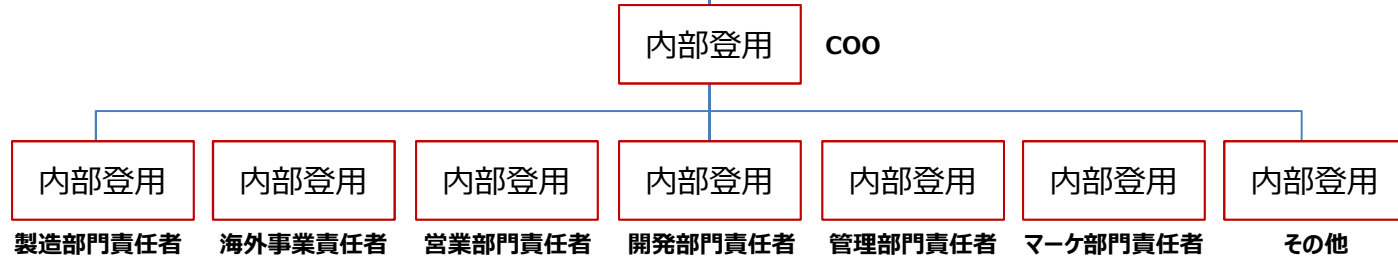 内部登用
COO
内部登用 内部登用 内部登用 内部登用 内部登用 内部登用 内部登用
製造部門責任者 海外事業責任者 営業部門責任者 開発部門責任者 管理部門責任者 マーケ部門責任者 その他